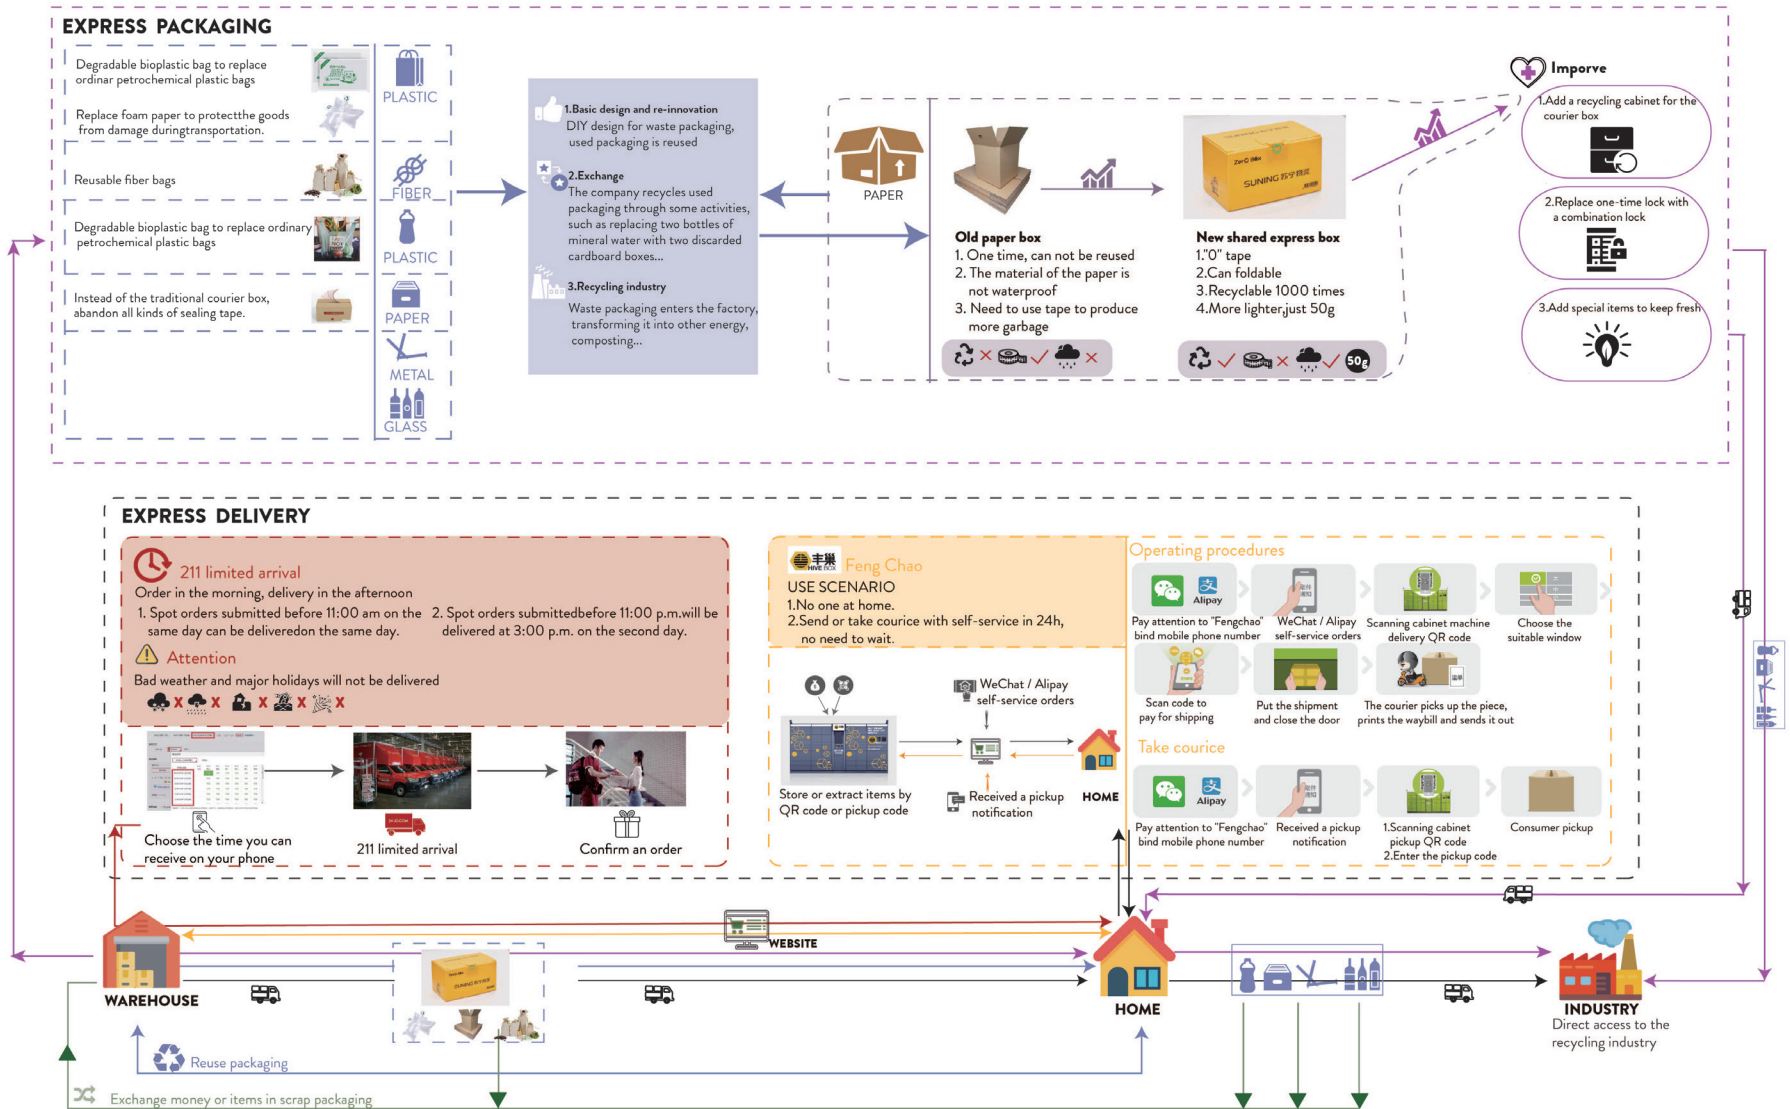 EXPRESS PACKAGING
Degradable bioplastic bag to replace
ordinar petrochemical plastic bags
Replace foam paper to protectthe goods
from damage duringtransportation.
PLASTIC
Reusable fiber bags
FIBER
Degradable bioplastic bag to replace ordinary
petrochemical plastic bags
PLASTIC
Instead of the traditional courier box,
abandon all kinds of sealing tape.
PAPER
METAL
GLASS
1.Basic design and re-innovation
DIY design for waste packaging,
used packaging is reused
2.Exchange
The company recycles used
packaging through some activities,
such as replacing two bottles of
mineral water with two discarded
cardboard boxes...
3.Recycling industry
Waste packaging enters the factory,
transforming it into other energy,
composting...
PAPER
Old paper box
1. One time, can not be reused
2. The material of the paper is
not waterproof
3. Need to use tape to produce
more garbage
SUNING 苏宁物流
New shared express box
1."0" tape
2.Can foldable
3.Recyclable 1000 times
4.More lighter,just 50g
50g
Imporve
1.Add a recycling cabinet for the
courier box
2.Replace one-time lock with
a combination lock
3.Add special items to keep fresh
EXPRESS DELIVERY
211 limited arrival
Order in the morning, delivery in the afternoon
1. Spot orders submitted before 11:00 am on the
same day can be deliveredon the same day.
2. Spot orders submittedbefore 11:00 p.m.will be
delivered at 3:00 p.m. on the second day.
Attention
Bad weather and major holidays will not be delivered
Choose the time you can
receive on your phone
211 limited arrival
Confirm an order
丰巢
HIVE BOX
Feng Chao
USE SCENARIO
1.No one at home.
2.Send or take courice with self-service in 24h,
no need to wait.
WeChat / Alipay
self-service orders
Store or extract items by
QR code or pickup code
Received a pickup
notification
HOME
Operating procedures
Alipay
Pay attention to "Fengchao"
bind mobile phone number
WeChat / Alipay
self-service orders
Scanning cabinet machine
delivery QR code
Choose the
suitable window
Scan code to
pay for shipping
Put the shipment
and close the door
The courier picks up the piece,
prints the waybill and sends it out
Take courice
Alipay
Pay attention to "Fengchao"
bind mobile phone number
Received a pickup
notification
1.Scanning cabinet
pickup QR code
2.Enter the pickup code
Consumer pickup
WEBSITE
WAREHOUSE
HOME
INDUSTRY
Direct access to the
recycling industry
Reuse packaging
Exchange money or items in scrap packaging